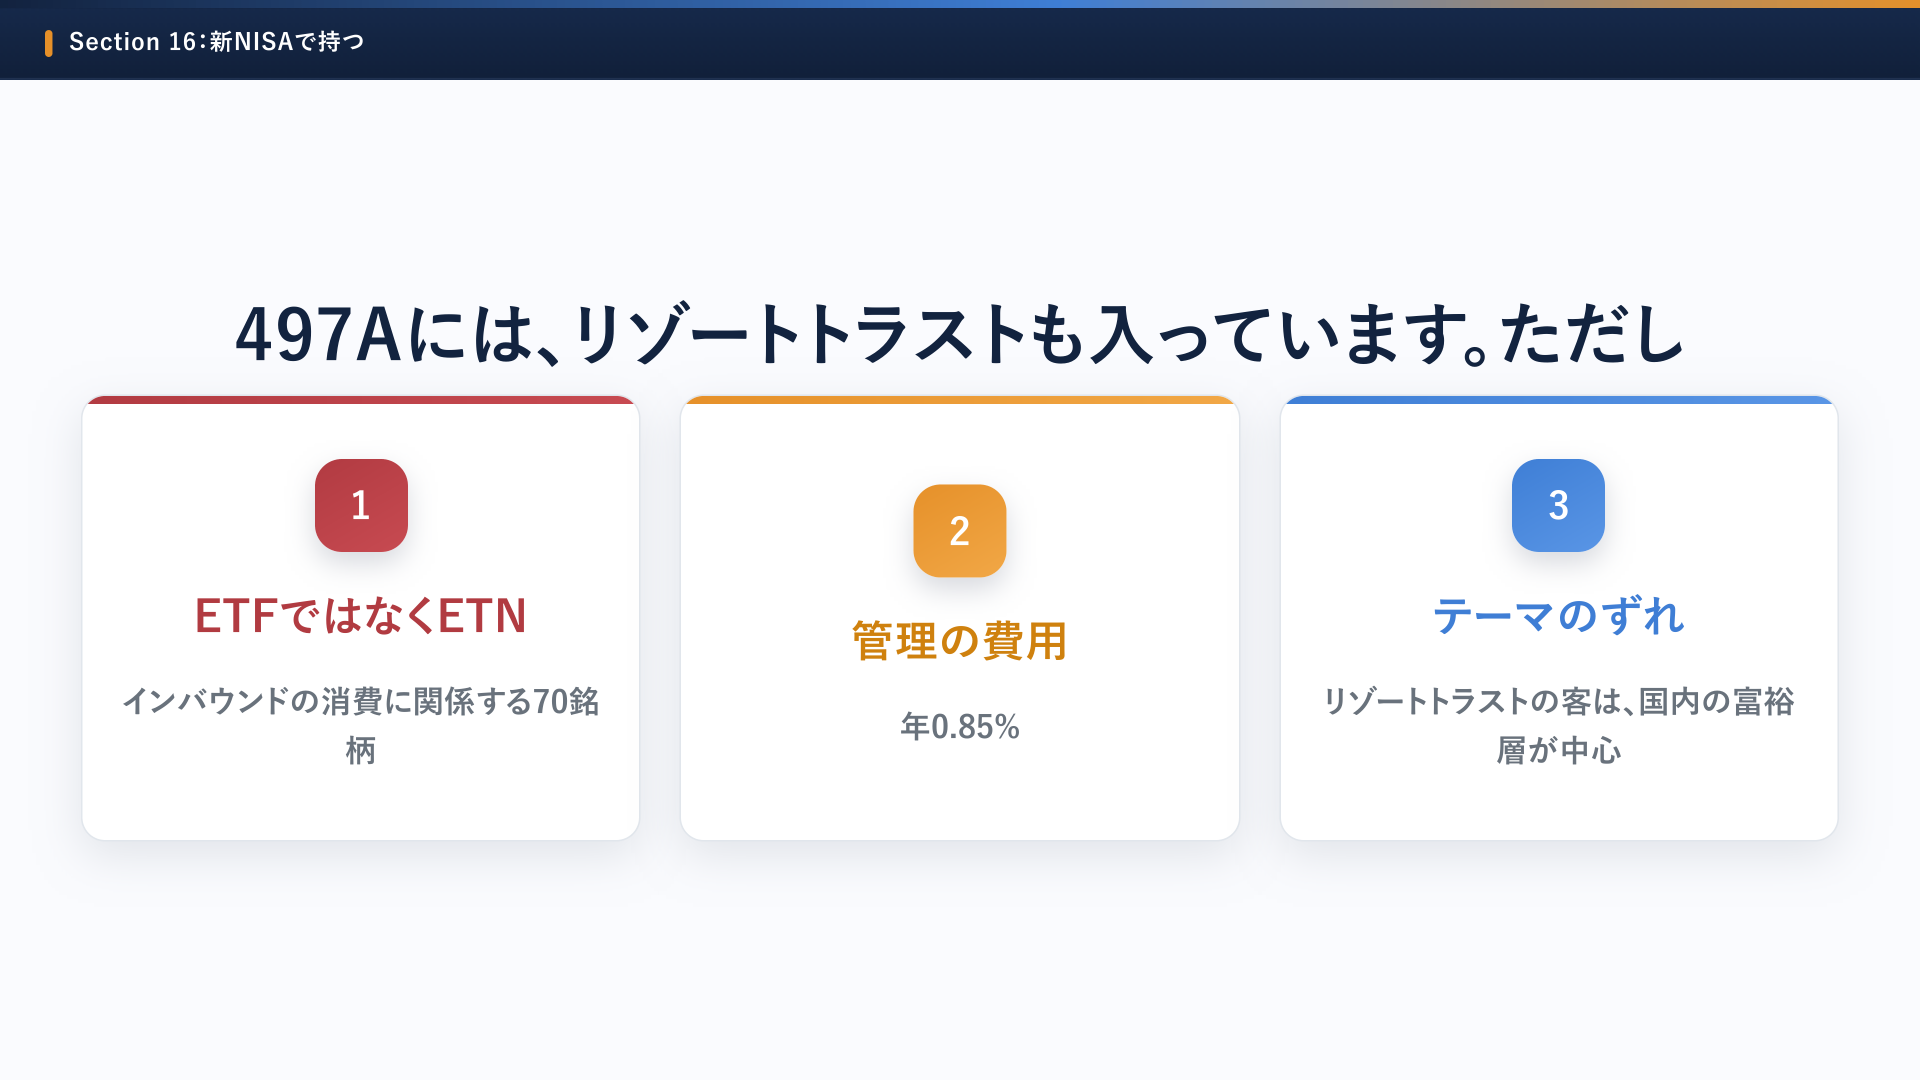 Section 16：新NISAで持つ
497Aには、リゾートトラストも入っています。ただし
1
ETFではなくETN
インバウンドの消費に関係する70銘
柄
2
管理の費用
年0.85%
3
テーマのずれ
リゾートトラストの客は、国内の富裕
層が中心